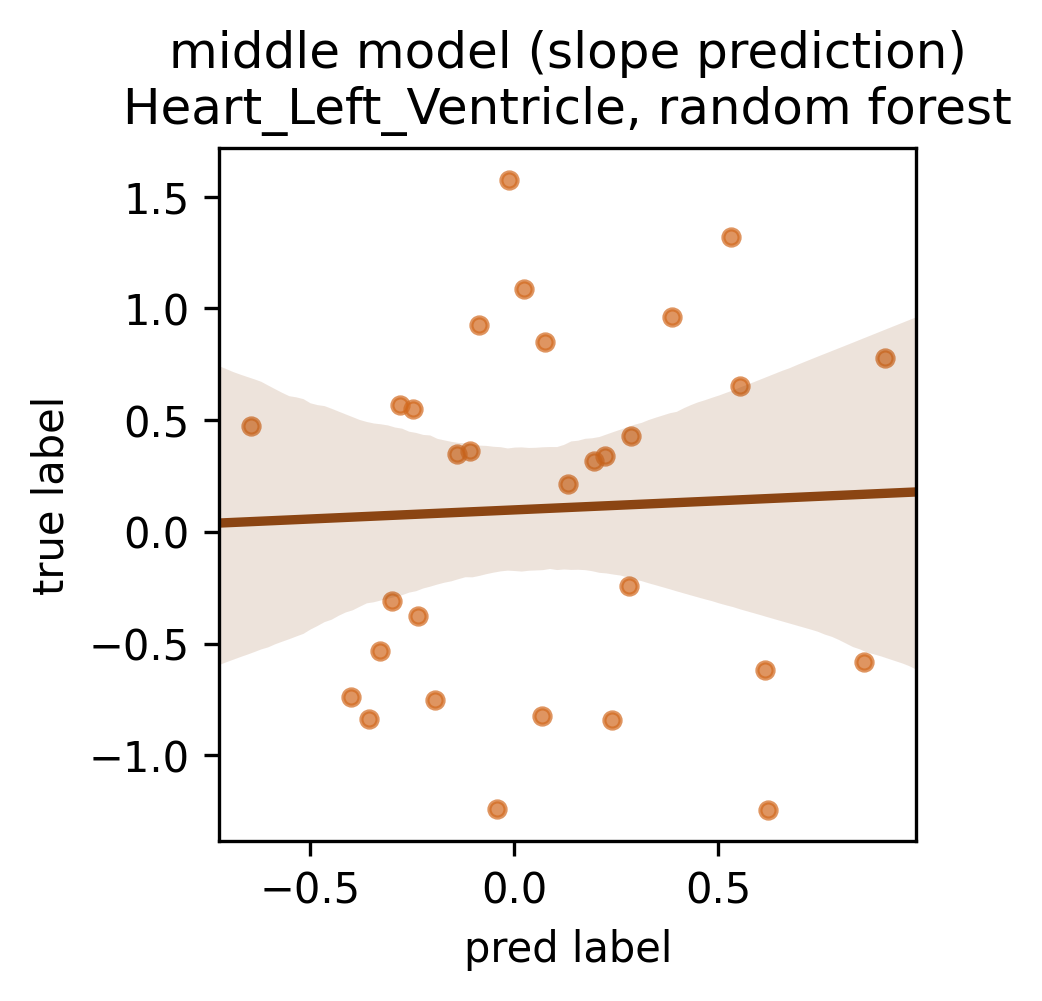 middle model (slope prediction)
Heart_Left_Ventricle, random forest
1.5
1.0
0.5
0.0
−0.5
−1.0
true label
−0.5 0.0 0.5
pred label